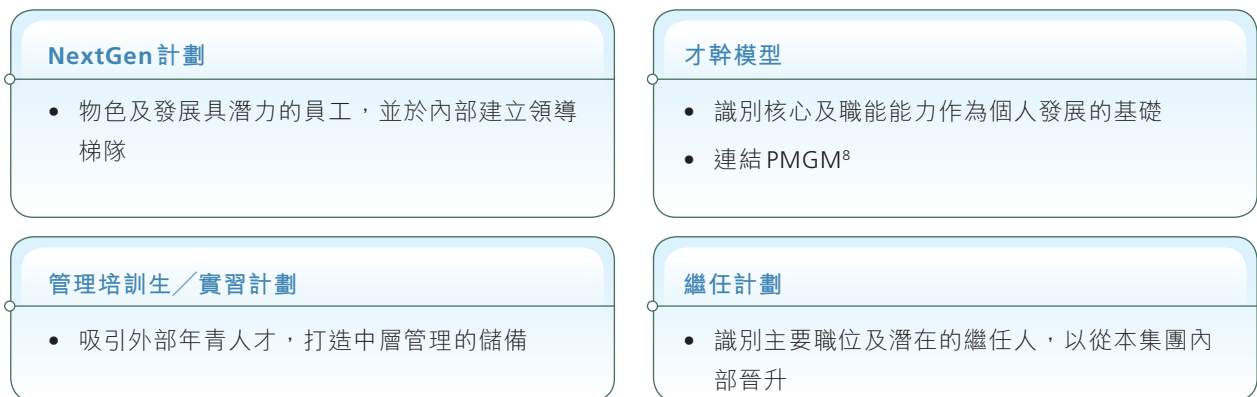 NextGen計劃
• 物色及發展具潛力的員工，並於內部建立領導
梯隊
才幹模型
• 識別核心及職能能力作為個人發展的基礎
• 連結PMGM⁸
管理培訓生╱實習計劃
• 吸引外部年青人才，打造中層管理的儲備
繼任計劃
• 識別主要職位及潛在的繼任人，以從本集團內
部晉升